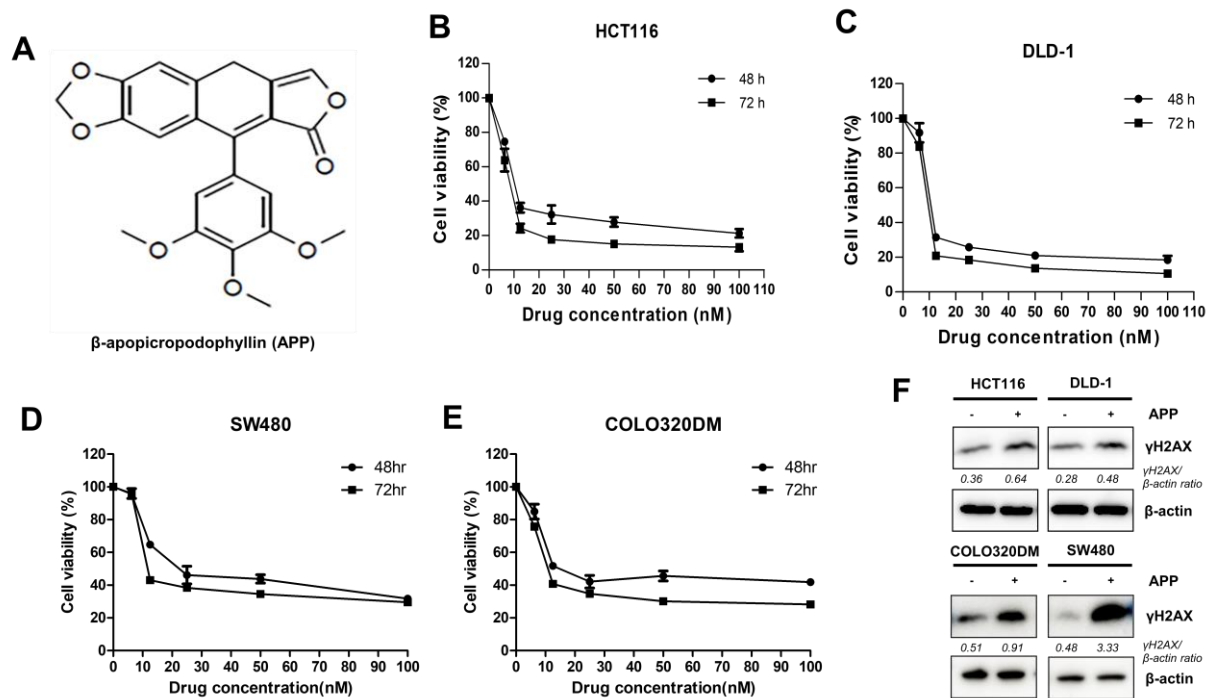 A
O
O
O
O
O
O
O
β-apopicropodophyllin (APP)
B
HCT116
Cell viability (%)
120
100
80
60
40
20
0
0 10 20 30 40 50 60 70 80 90 100 110
Drug concentration (nM)
48 h
72 h
C
DLD-1
Cell viability (%)
120
100
80
60
40
20
0
0 10 20 30 40 50 60 70 80 90 100 110
Drug concentration (nM)
48 h
72 h
D
SW480
Cell viability (%)
120
100
80
60
40
20
0
0 10 20 30 40 50 60 70 80 90 100
Drug concentration(nM)
48hr
72hr
E
COLO320DM
Cell viability (%)
120
100
80
60
40
20
0
0 10 20 30 40 50 60 70 80 90 100
Drug concentration(nM)
48hr
72hr
F
HCT116 DLD-1
- + - + APP
γH2AX
0.36 0.64 0.28 0.48 γH2AX/
β-actin ratio
β-actin
COLO320DM SW480
- + - + APP
γH2AX
0.51 0.91 0.48 3.33 γH2AX/
β-actin ratio
β-actin